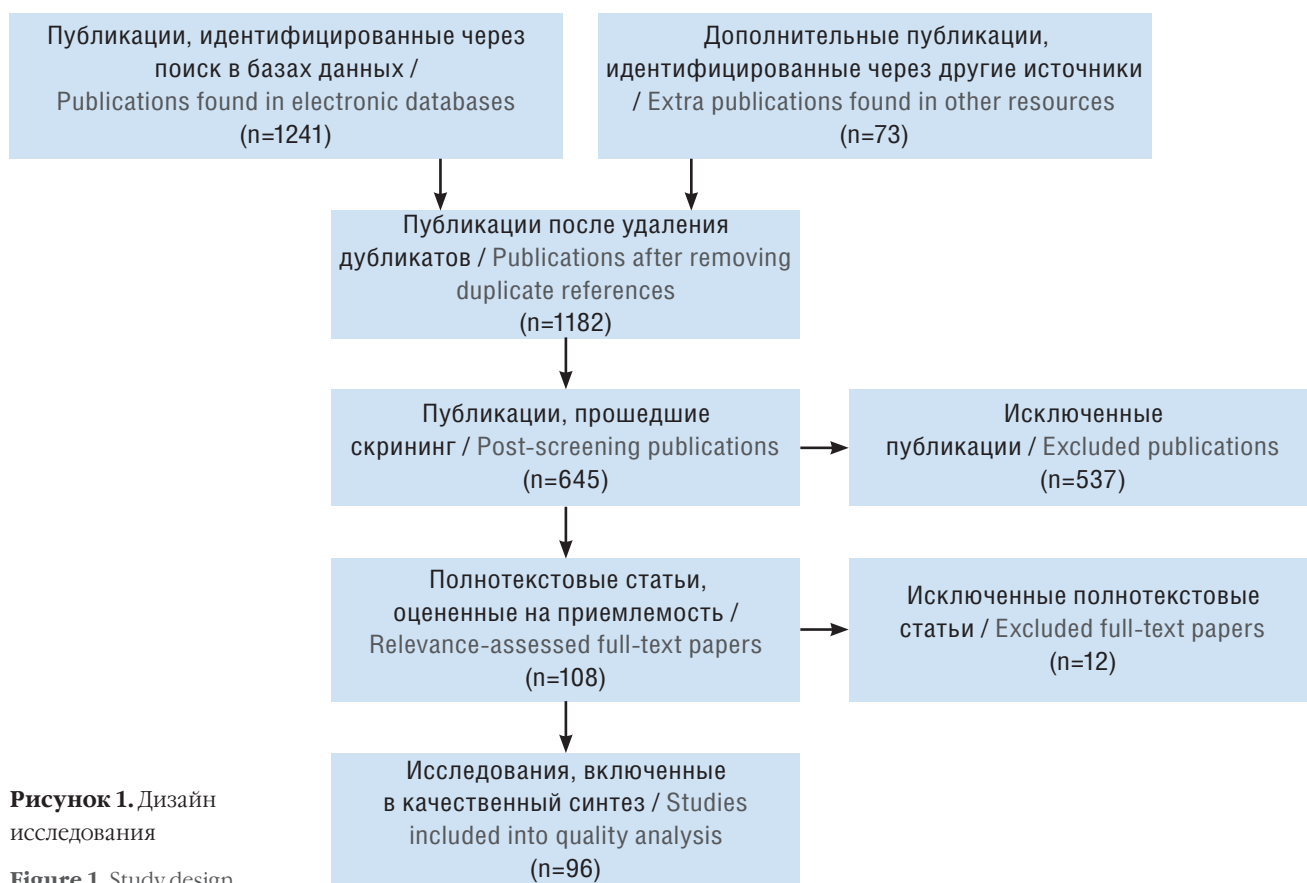 Публикации, идентифицированные через
поиск в базах данных /
Publications found in electronic databases
(n=1241)
Дополнительные публикации,
идентифицированные через другие источники
/ Extra publications found in other resources
(n=73)
Публикации после удаления
дубликатов / Publications after removing
duplicate references
(n=1182)
Публикации, прошедшие
скрининг / Post-screening publications
(n=645)
Исключенные
публикации / Excluded publications
(n=537)
Полнотекстовые статьи,
оцененные на приемлемость /
Relevance-assessed full-text papers
(n=108)
Исключенные полнотекстовые
статьи / Excluded full-text papers
(n=12)
Исследования, включенные
в качественный синтез / Studies
included into quality analysis
(n=96)
Рисунок 1. Дизайн
исследования
Figure 1. Study design